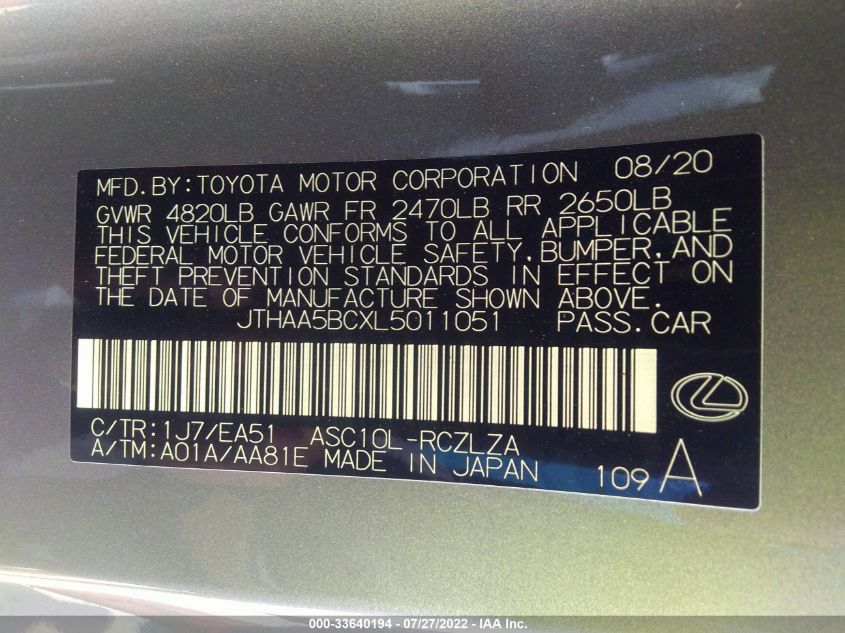 MFD.BY:TOYOTA MOTOR CORPORATION 08/20
GVWR 4820LB GAWR FR 2470LB RR 2650LB
THIS VEHICLE CONFORMS TO ALL APPLICABLE
FEDERAL MOTOR VEHICLE SAFETY,BUMPER,AND
THEFT PREVENTION STANDARDS IN EFFECT ON
THE DATE OF MANUFACTURE SHOWN ABOVE.
JTHAA5BCXL5011051 PASS.CAR
C/TR:1J7/EA51 ASC10L-RCZLZA
A/TM:A01A/AA81E MADE IN JAPAN
109 A
000-33640194 - 07/27/2022 - IAA Inc.